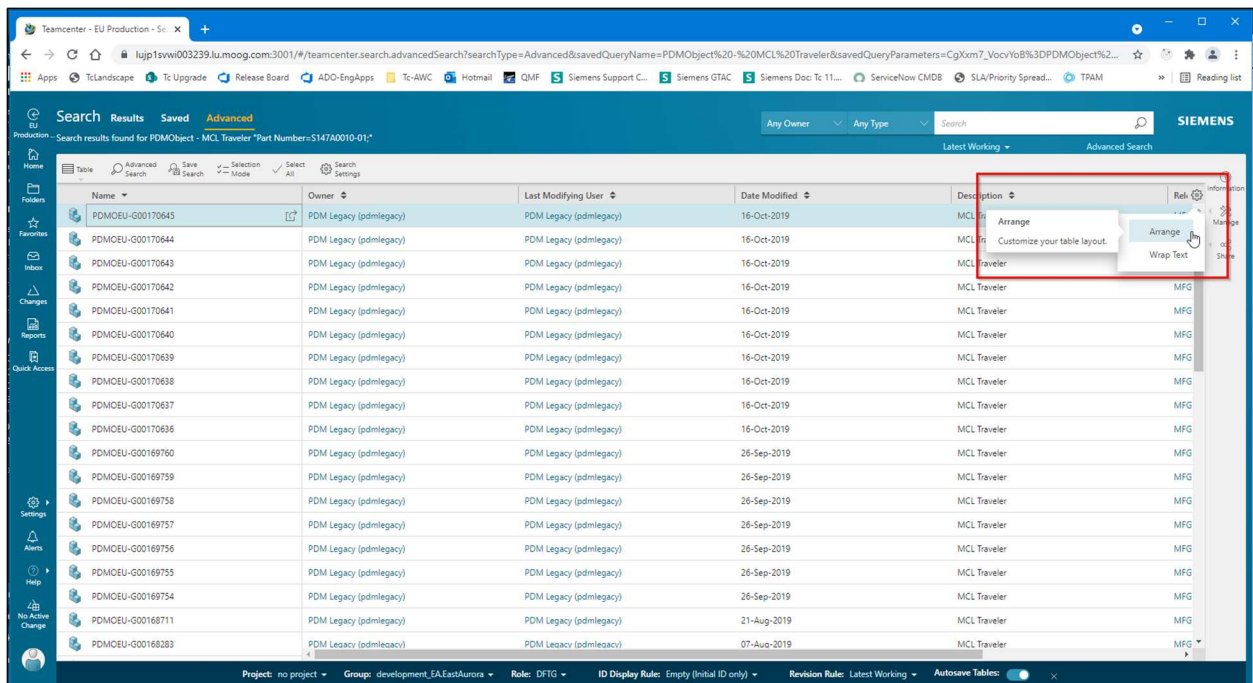 Teamcenter - EU Production - Se
lujp1svwi003239.lu.moog.com:3001/#/teamcenter.search.advancedSearch?searchType=Advanced&savedQueryName=PDMObject%20-%20MCL%20Traveler&savedQueryParameters=CgXxm7_VocvYoB%3DPDMObject%2...
Apps TcLandscape Tc Upgrade Release Board ADO-EngApps Tc-AWC Hotmail QMF Siemens Support C... Siemens GTAC Siemens Doc: Tc 11.... ServiceNow CMDB SLA/Priority Spread... TPAM » Reading list
EU Production ...
Search Results Saved Advanced
Search results found for PDMObject - MCL Traveler "Part Number=S147A0010-01;"
Any Owner Any Type Search SIEMENS
Latest Working Advanced Search
Home
Folders
Favorites
Inbox
Changes
Reports
Quick Access
Settings
Alerts
Help
No Active Change
Table Advanced Search Save Search Selection Mode Select All Search Settings
Information
Manage
Share
Name Owner Last Modifying User Date Modified Description Rele
PDMOEU-G00170645 PDM Legacy (pdmlegacy) PDM Legacy (pdmlegacy) 16-Oct-2019 MCL Tra
Arrange
Customize your table layout.
Arrange
Wrap Text
PDMOEU-G00170644 PDM Legacy (pdmlegacy) PDM Legacy (pdmlegacy) 16-Oct-2019 MCL Tra
PDMOEU-G00170643 PDM Legacy (pdmlegacy) PDM Legacy (pdmlegacy) 16-Oct-2019 MCL Traveler
PDMOEU-G00170642 PDM Legacy (pdmlegacy) PDM Legacy (pdmlegacy) 16-Oct-2019 MCL Traveler MFG
PDMOEU-G00170641 PDM Legacy (pdmlegacy) PDM Legacy (pdmlegacy) 16-Oct-2019 MCL Traveler MFG
PDMOEU-G00170640 PDM Legacy (pdmlegacy) PDM Legacy (pdmlegacy) 16-Oct-2019 MCL Traveler MFG
PDMOEU-G00170639 PDM Legacy (pdmlegacy) PDM Legacy (pdmlegacy) 16-Oct-2019 MCL Traveler MFG
PDMOEU-G00170638 PDM Legacy (pdmlegacy) PDM Legacy (pdmlegacy) 16-Oct-2019 MCL Traveler MFG
PDMOEU-G00170637 PDM Legacy (pdmlegacy) PDM Legacy (pdmlegacy) 16-Oct-2019 MCL Traveler MFG
PDMOEU-G00170636 PDM Legacy (pdmlegacy) PDM Legacy (pdmlegacy) 16-Oct-2019 MCL Traveler MFG
PDMOEU-G00169760 PDM Legacy (pdmlegacy) PDM Legacy (pdmlegacy) 26-Sep-2019 MCL Traveler MFG
PDMOEU-G00169759 PDM Legacy (pdmlegacy) PDM Legacy (pdmlegacy) 26-Sep-2019 MCL Traveler MFG
PDMOEU-G00169758 PDM Legacy (pdmlegacy) PDM Legacy (pdmlegacy) 26-Sep-2019 MCL Traveler MFG
PDMOEU-G00169757 PDM Legacy (pdmlegacy) PDM Legacy (pdmlegacy) 26-Sep-2019 MCL Traveler MFG
PDMOEU-G00169756 PDM Legacy (pdmlegacy) PDM Legacy (pdmlegacy) 26-Sep-2019 MCL Traveler MFG
PDMOEU-G00169755 PDM Legacy (pdmlegacy) PDM Legacy (pdmlegacy) 26-Sep-2019 MCL Traveler MFG
PDMOEU-G00169754 PDM Legacy (pdmlegacy) PDM Legacy (pdmlegacy) 26-Sep-2019 MCL Traveler MFG
PDMOEU-G00168711 PDM Legacy (pdmlegacy) PDM Legacy (pdmlegacy) 21-Aug-2019 MCL Traveler MFG
PDMOEU-G00168283 PDM Legacy (pdmlegacy) PDM Legacy (pdmlegacy) 07-Aug-2019 MCL Traveler MFG
Project: no project Group: development_EA.EastAurora Role: DFTG ID Display Rule: Empty (Initial ID only) Revision Rule: Latest Working Autosave Tables: